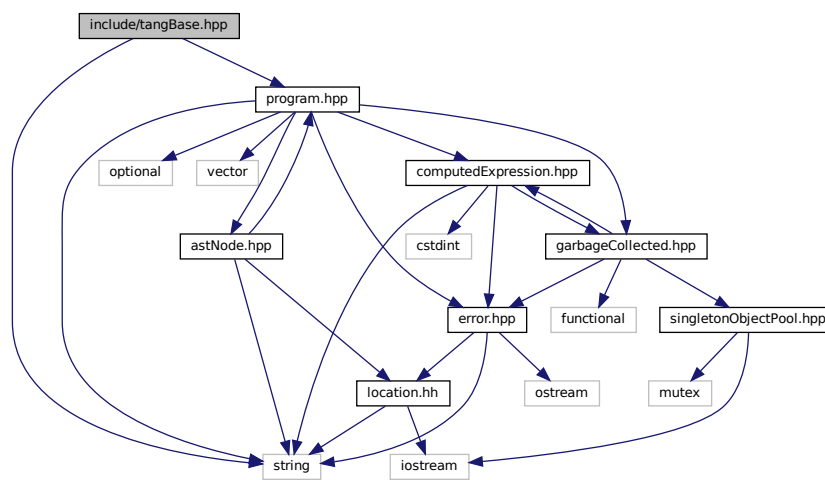 include/tangBase.hpp
program.hpp
optional
vector
computedExpression.hpp
astNode.hpp
cstdint
garbageCollected.hpp
error.hpp
functional
singletonObjectPool.hpp
location.hh
ostream
mutex
string
iostream